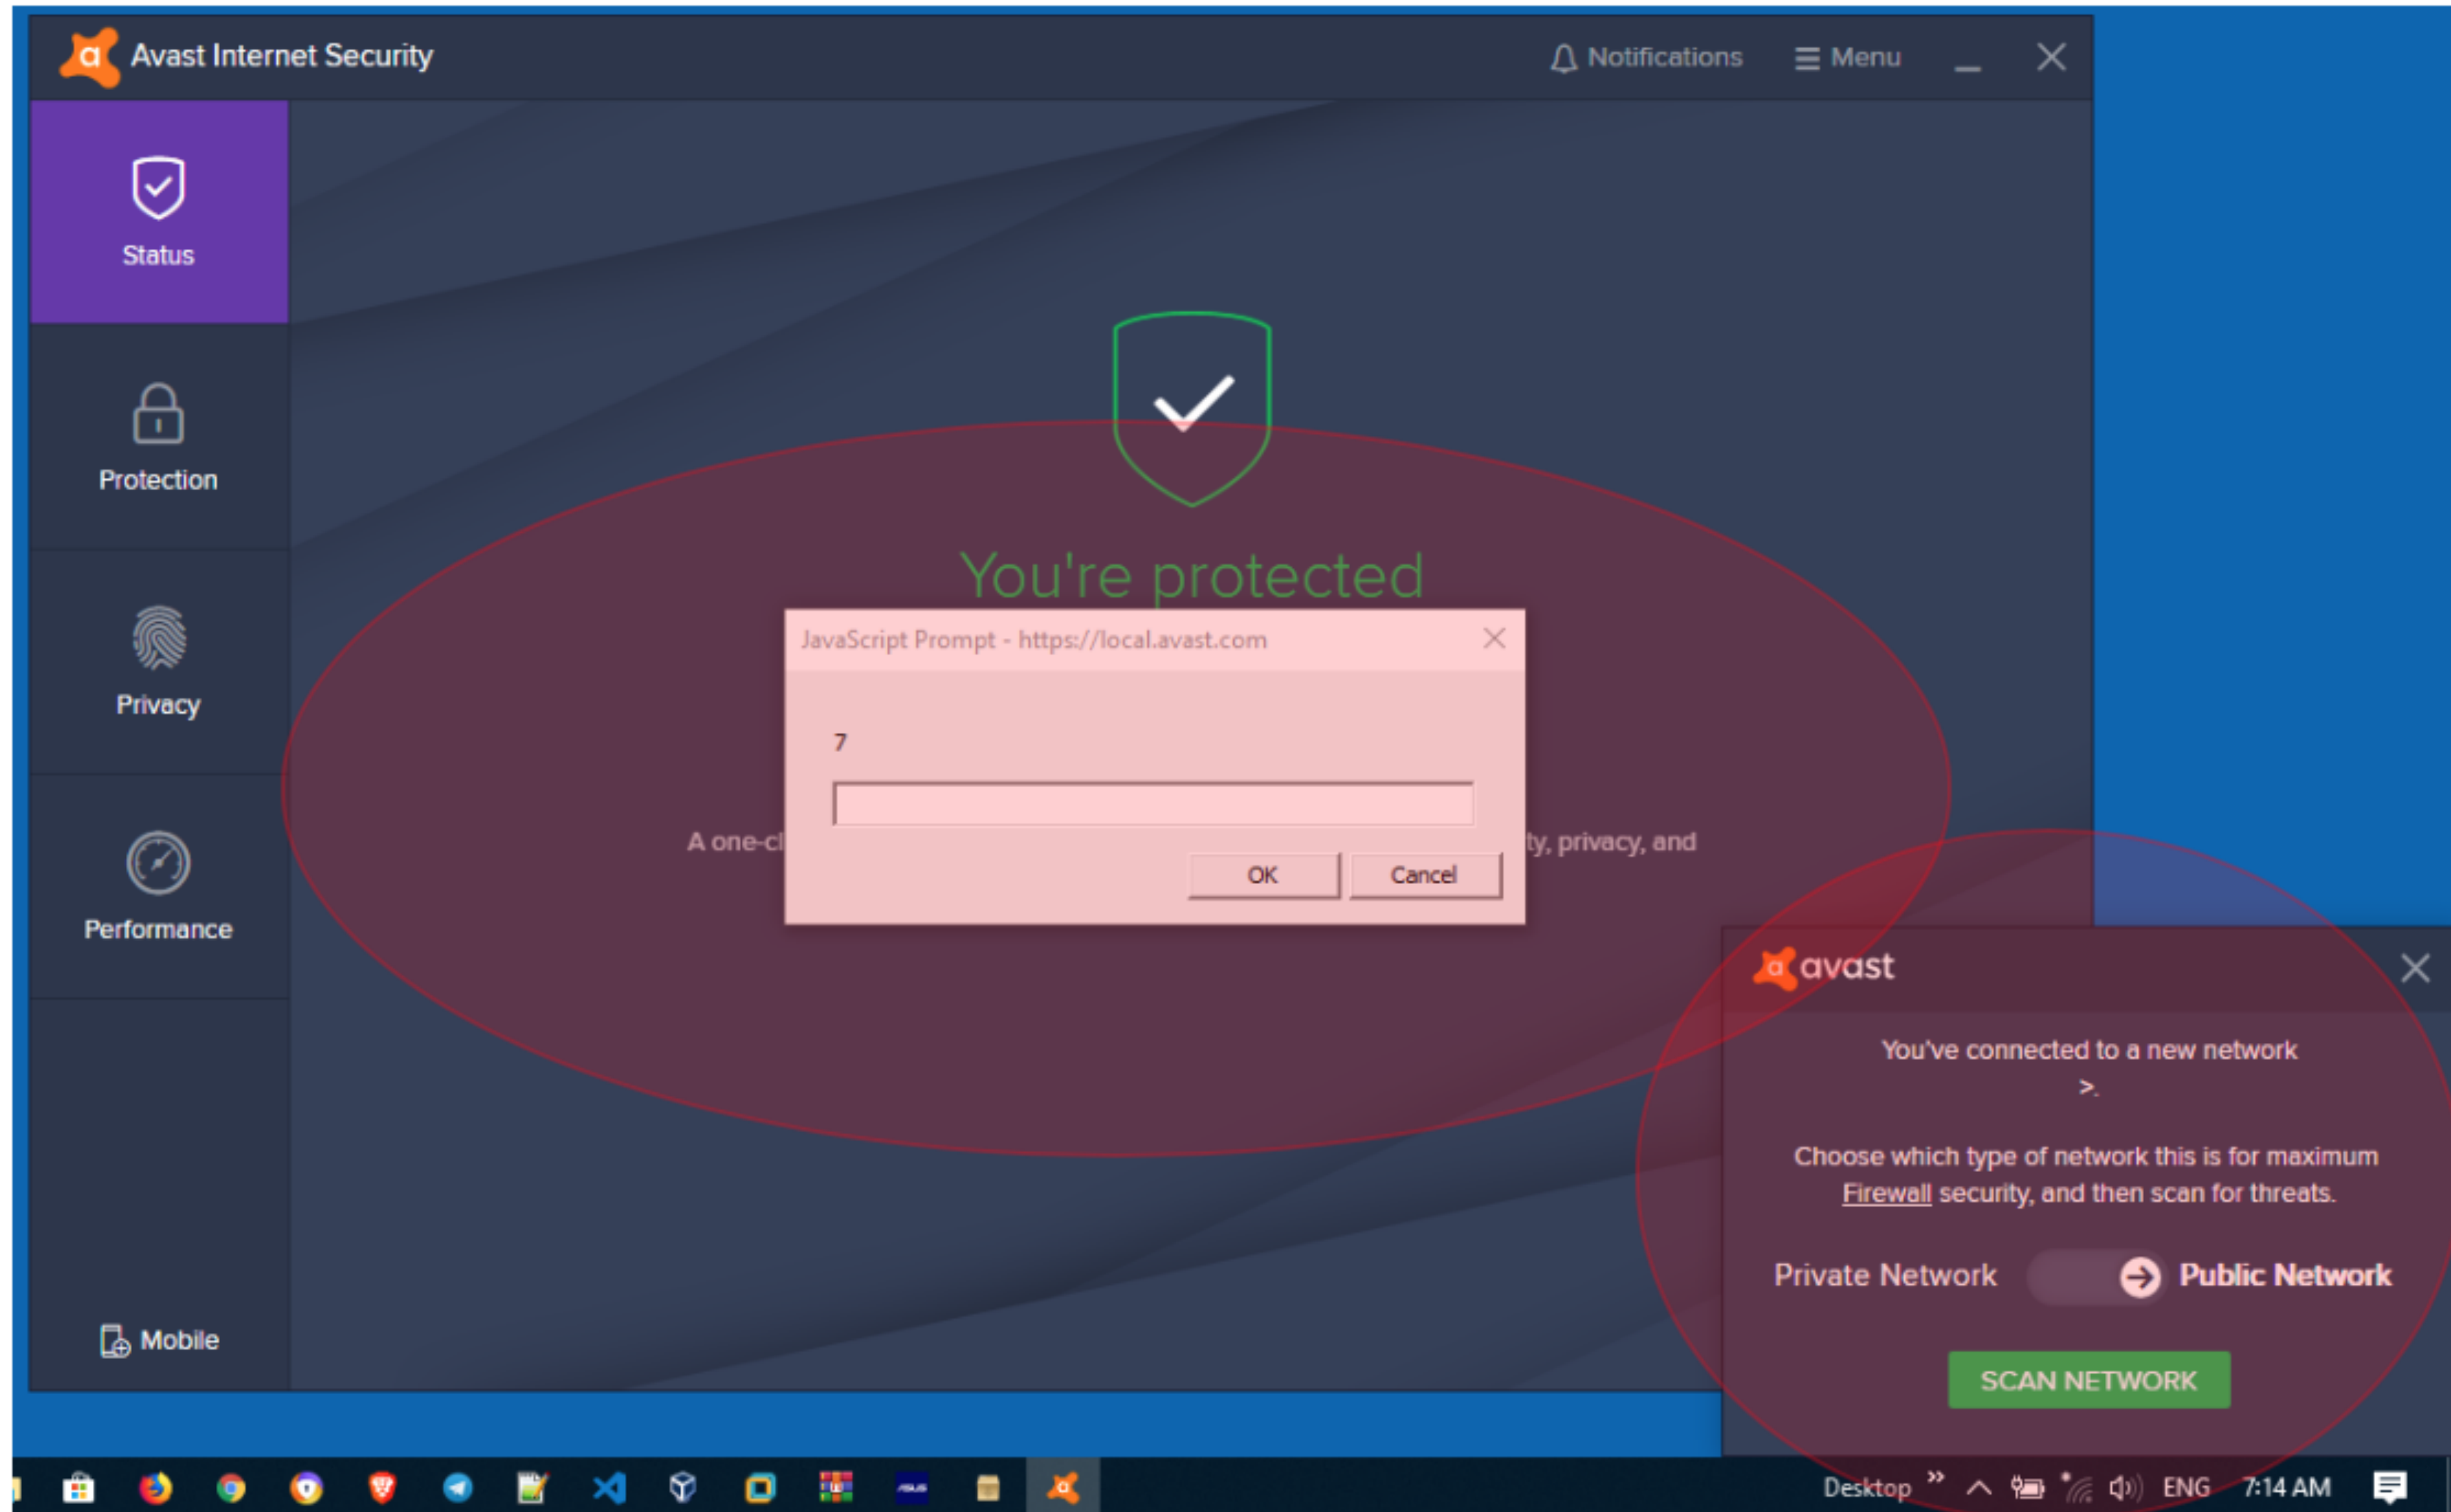 Avast Internet Security
Notifications
Menu
Status
Protection
Privacy
Performance
Mobile
You're protected
JavaScript Prompt - https://local.avast.com
7
OK
Cancel
A one-cl
ty, privacy, and
avast
You've connected to a new network
>.
Choose which type of network this is for maximum
Firewall security, and then scan for threats.
Private Network
Public Network
SCAN NETWORK
Desktop
ENG
7:14 AM